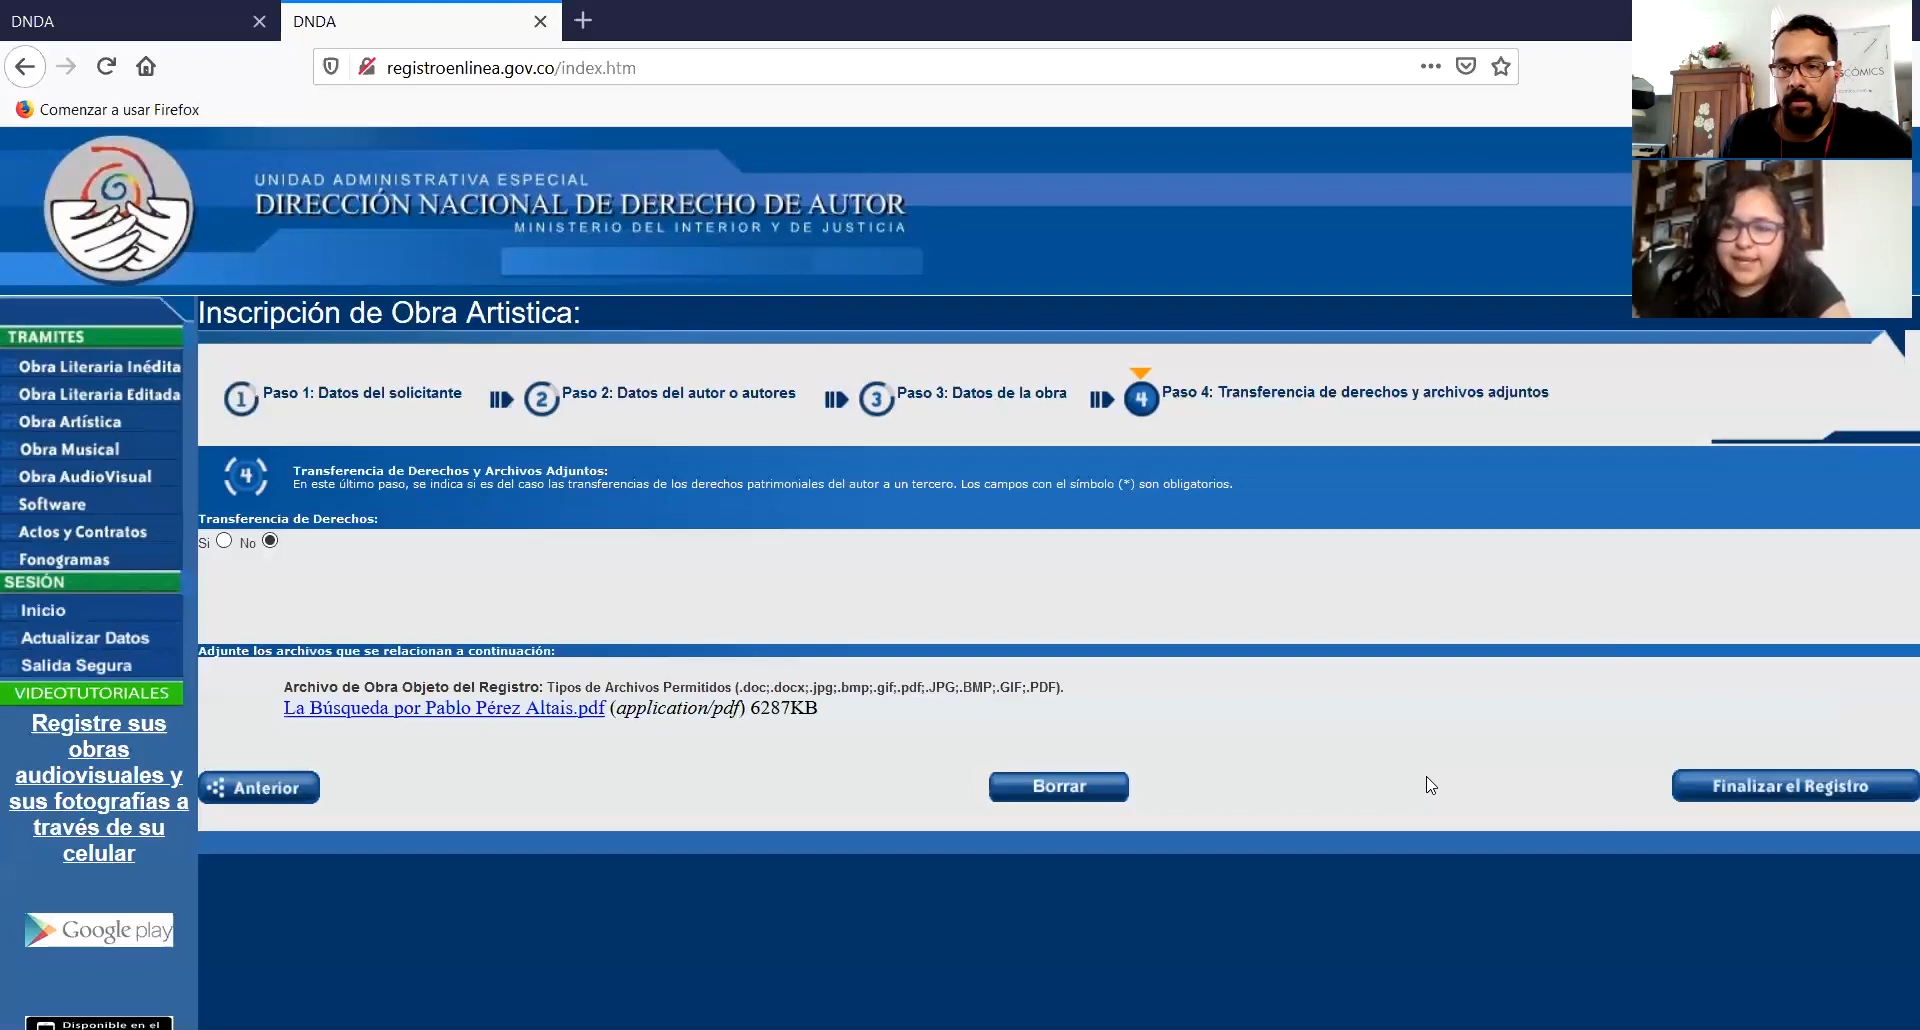 DNDA
DNDA
registroenlinea.gov.co/index.htm
Comenzar a usar Firefox
CÓMICS
UNIDAD ADMINISTRATIVA ESPECIAL
DIRECCIÓN NACIONAL DE DERECHO DE AUTOR
MINISTERIO DEL INTERIOR Y DE JUSTICIA
Inscripción de Obra Artistica:
TRAMITES
Obra Literaria Inédita
Obra Literaria Editada
Obra Artística
Obra Musical
Obra AudioVisual
Software
Actos y Contratos
Fonogramas
SESIÓN
Inicio
Actualizar Datos
Salida Segura
VIDEOTUTORIALES
Registre sus
obras
audiovisuales y
sus fotografías a
través de su
celular
Google play
Disponible en el
1 Paso 1: Datos del solicitante 2 Paso 2: Datos del autor o autores 3 Paso 3: Datos de la obra 4 Paso 4: Transferencia de derechos y archivos adjuntos
4 Transferencia de Derechos y Archivos Adjuntos:
En este último paso, se indica si es del caso las transferencias de los derechos patrimoniales del autor a un tercero. Los campos con el símbolo (*) son obligatorios.
Transferencia de Derechos:
Si No
Adjunte los archivos que se relacionan a continuación:
Archivo de Obra Objeto del Registro: Tipos de Archivos Permitidos (.doc;.docx;.jpg;.bmp;.gif;.pdf;.JPG;.BMP;.GIF;.PDF).
La Búsqueda por Pablo Pérez Altais.pdf (application/pdf) 6287KB
Anterior Borrar Finalizar el Registro